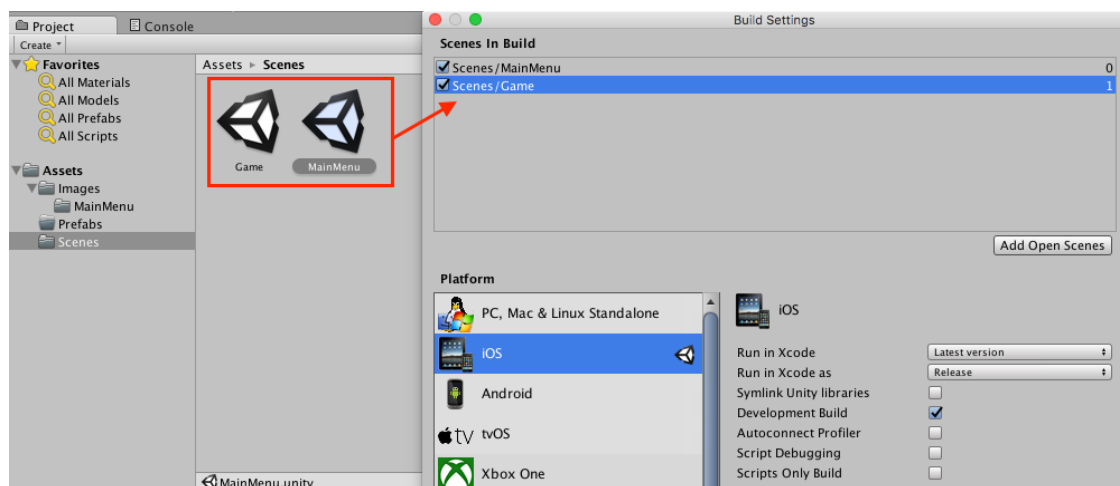 Project
Console
Create
Favorites
All Materials
All Models
All Prefabs
All Scripts
Assets
Images
MainMenu
Prefabs
Scenes
Assets ▸ Scenes
Game
MainMenu
MainMenu.unity
Build Settings
Scenes In Build
Scenes/MainMenu 0
Scenes/Game 1
Add Open Scenes
Platform
PC, Mac & Linux Standalone
iOS
Android
tv tvOS
Xbox One
iOS
Run in Xcode Latest version
Run in Xcode as Release
Symlink Unity libraries
Development Build
Autoconnect Profiler
Script Debugging
Scripts Only Build